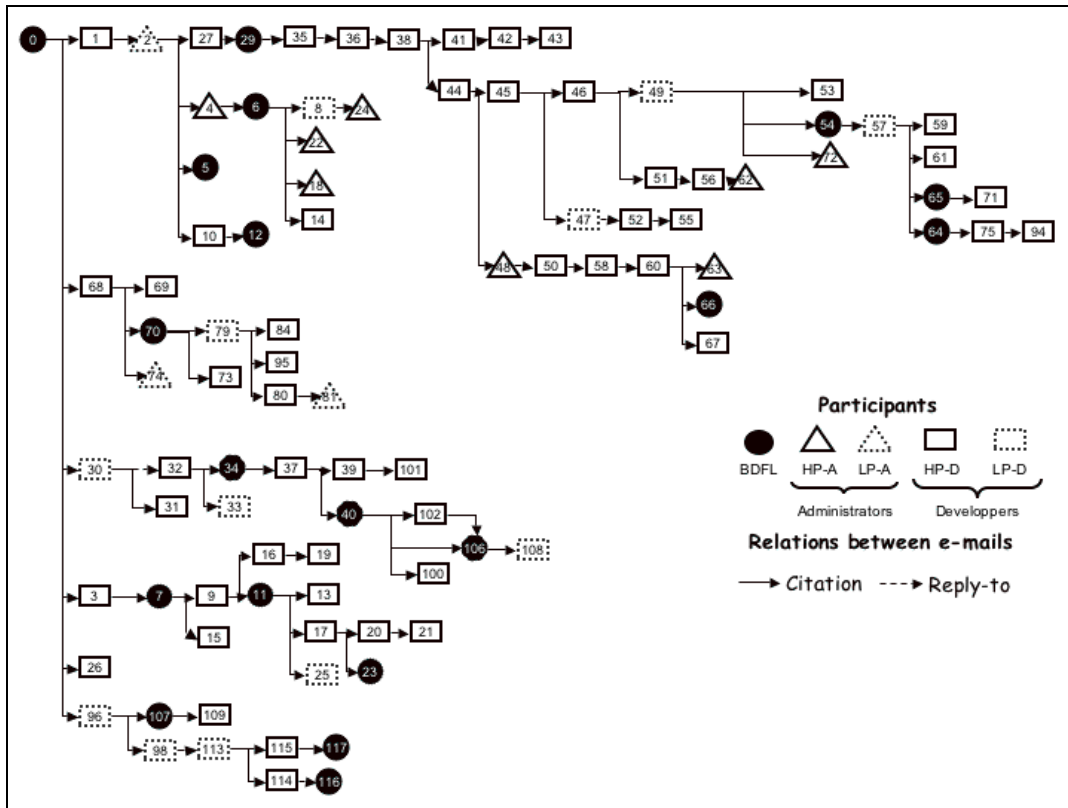 0 1 2 27 29 35 36 38 41 42 43
44 45 46 49 53
4 6 8 24 54 57 59
22 72 61
5 18 51 56 62 65 71
14 47 52 55
10 12 64 75 94
48 50 58 60 63
68 69 66
70 79 84 67
95
74 73
80 81
Participants
BDFL HP-A LP-A HP-D LP-D
Administrators Developpers
30 32 34 37 39 101
31 33 40 102
106 108
Relations between e-mails
16 19 100
Citation Reply-to
3 7 9 11 13
15 17 20 21
26 25 23
96 107 109
98 113 115 117
114 116